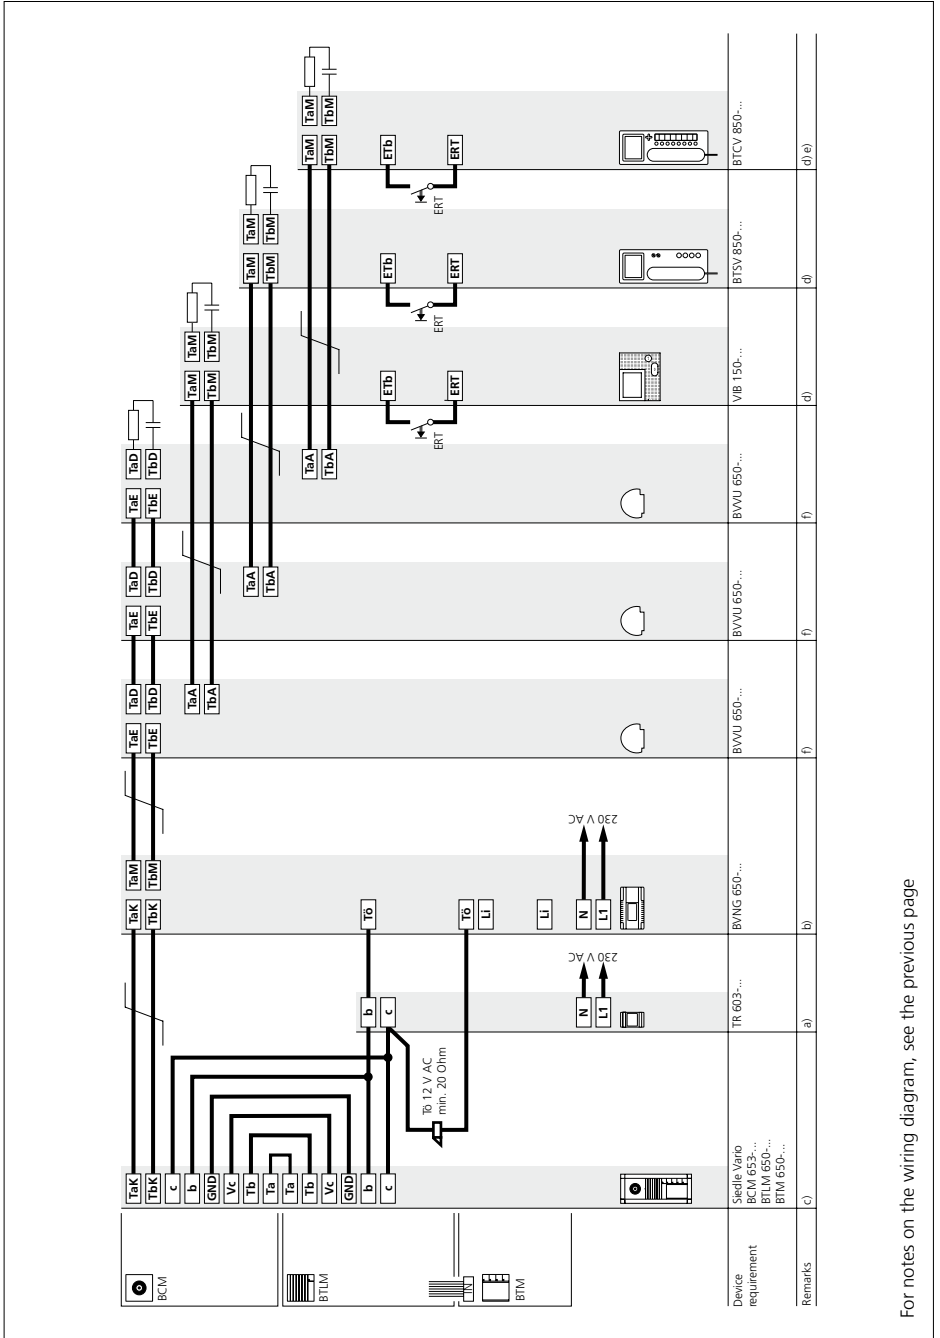 TaK TaK TaM TaE TaD TaE TaD TaE TaD
TbK TbK TbM TbE TbD TbE TbD TbE TbD
BCM
c
b TaA TaM TaM
GND TbA TbM TbM
Vc
Tb TaA TaM TaM
Ta TbA TbM TbM
Ta
Tb TaA TaM TaM
BTLM
Vc TbA TbM TbM
GND
b b Tö
c c ETb ETb ETb
Tö 12 V AC
min. 20 Ohm
ERT ERT ERT
ERT ERT ERT
IN Tö
Li
BTM
Li
N N
230 V AC 230 V AC
L1 L1
Device
requirement
Siedle Vario
BCM 653-...
BTLM 650-...
BTM 650-...
TR 603-...
BVNG 650-...
BVVU 650-...
BVVU 650-...
BVVU 650-...
VIB 150-...
BTSV 850-...
BTCV 850-...
Remarks c) a) b) f) f) f) d) d) d) e)
For notes on the wiring diagram, see the previous page